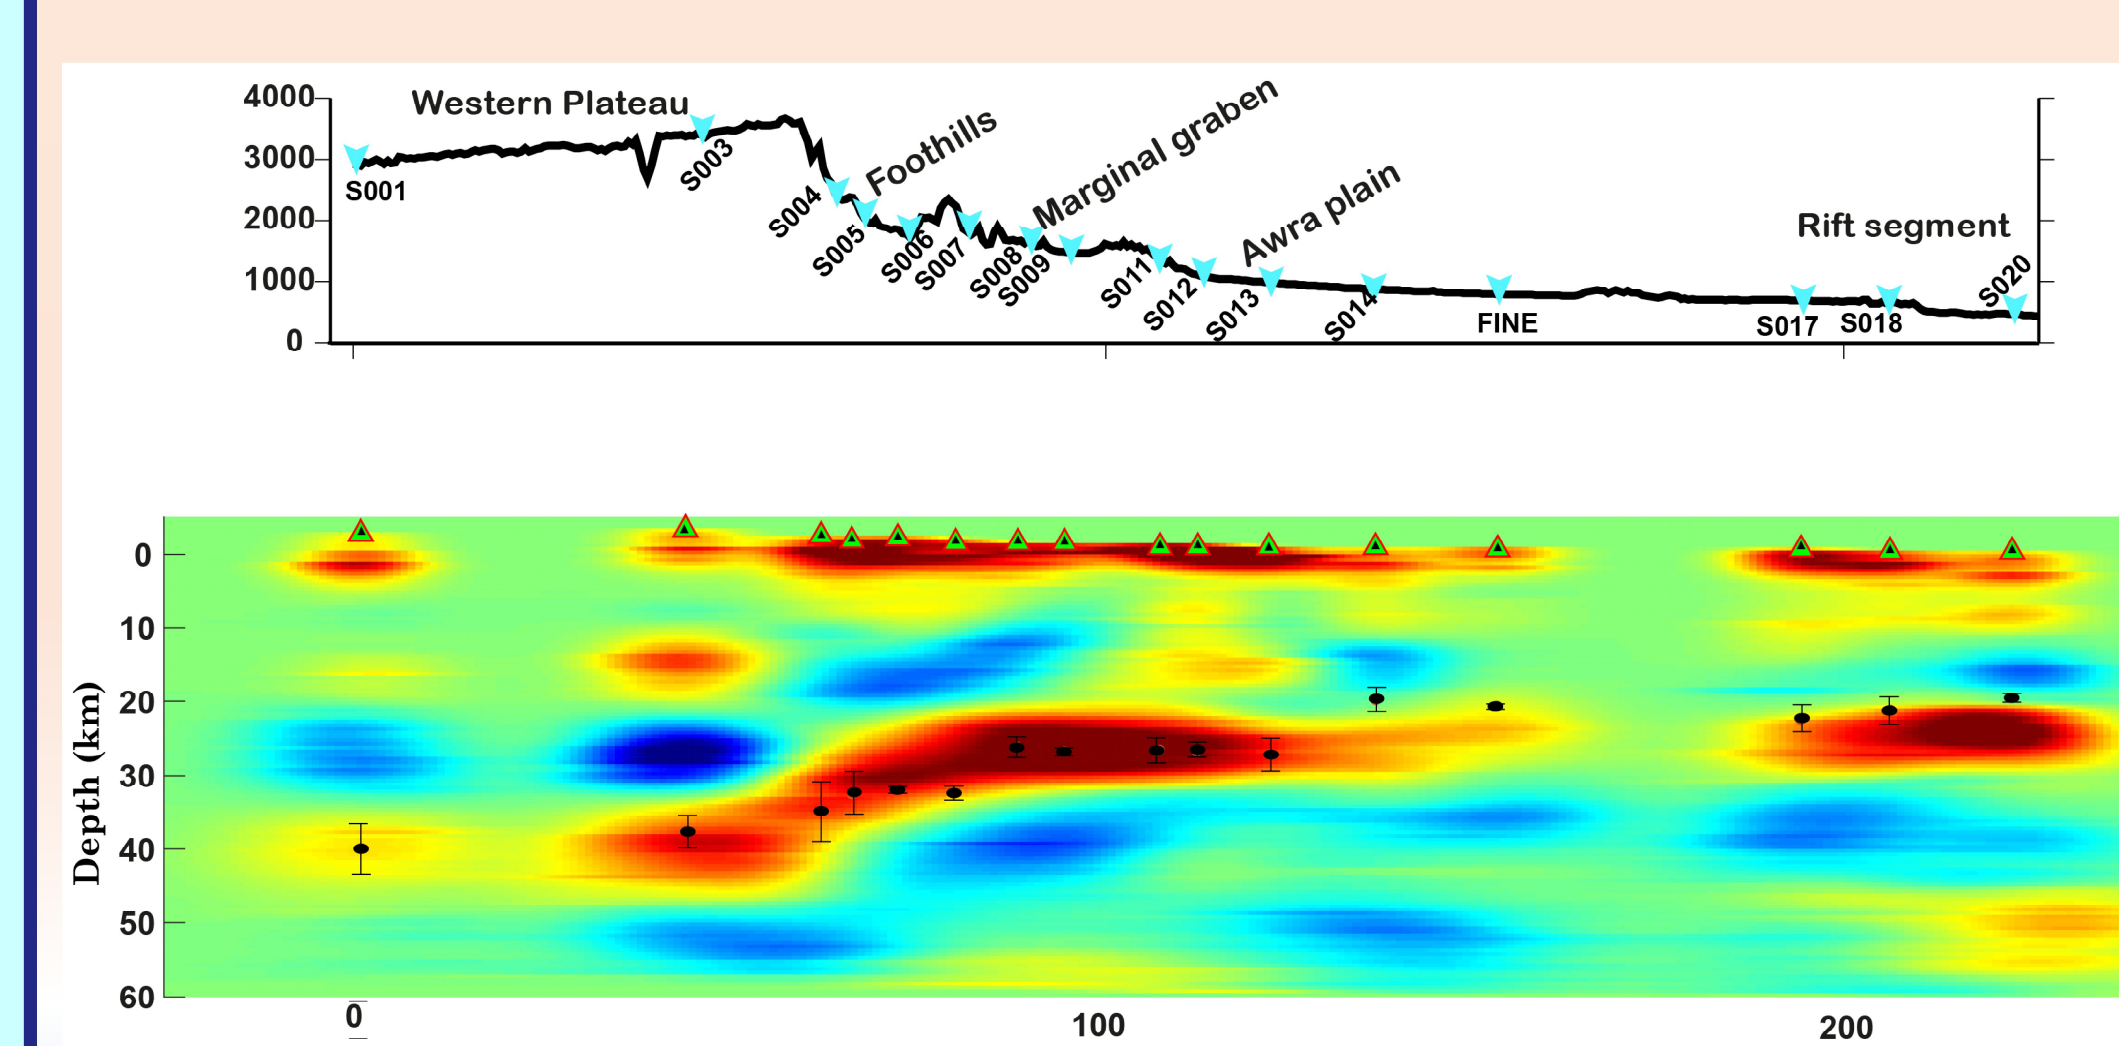 4000
3000
2000
1000
0
Western Plateau
Foothills
Marginal graben
Awra plain
Rift segment
S001
S003
S004
S005
S006
S007
S008
S009
S011
S012
S013
S014
FINE
S017
S018
S020
Depth (km)
0
10
20
30
40
50
60
0
100
200